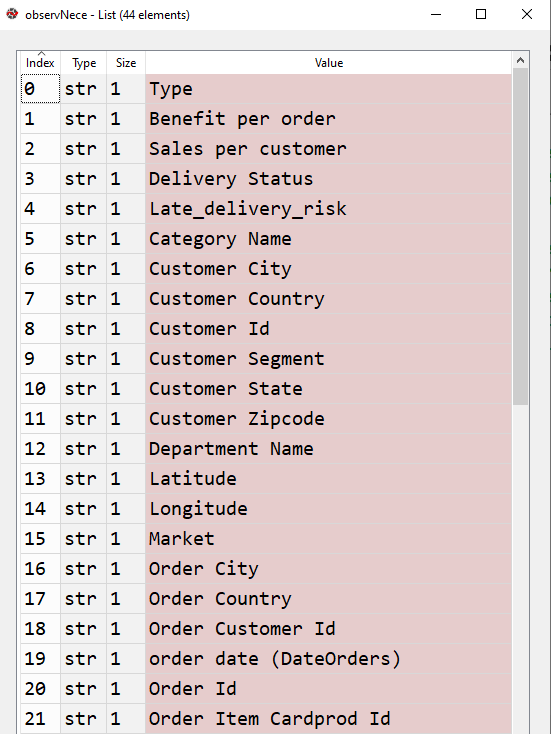 observNece - List (44 elements)
Index Type Size Value
0 str 1 Type
1 str 1 Benefit per order
2 str 1 Sales per customer
3 str 1 Delivery Status
4 str 1 Late_delivery_risk
5 str 1 Category Name
6 str 1 Customer City
7 str 1 Customer Country
8 str 1 Customer Id
9 str 1 Customer Segment
10 str 1 Customer State
11 str 1 Customer Zipcode
12 str 1 Department Name
13 str 1 Latitude
14 str 1 Longitude
15 str 1 Market
16 str 1 Order City
17 str 1 Order Country
18 str 1 Order Customer Id
19 str 1 order date (DateOrders)
20 str 1 Order Id
21 str 1 Order Item Cardprod Id